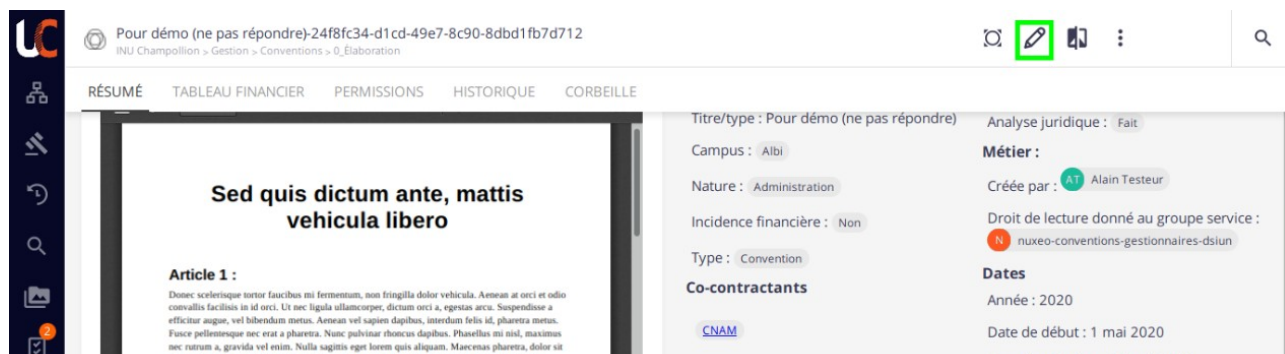 UC
Pour démo (ne pas répondre)-24f8fc34-d1cd-49e7-8c90-8dbd1fb7d712
INU Champollion > Gestion > Conventions > 0_Élaboration
RÉSUMÉ TABLEAU FINANCIER PERMISSIONS HISTORIQUE CORBEILLE
Sed quis dictum ante, mattis
vehicula libero
Article 1 :
Donec scelerisque tortor faucibus mi fermentum, non fringilla dolor vehicula. Aenean at orci et odio
convallis facilisis in id orci. Ut nec ligula ullamcorper, dictum orci a, egestas arcu. Suspendisse a
efficitur augue, vel bibendum metus. Aenean vel sapien dapibus, interdum felis id, pharetra metus.
Fusce pellentesque nec erat a pharetra. Nunc pulvinar rhoncus dapibus. Phasellus mi nisl, maximus
nec rutrum a, gravida vel enim. Nulla sagittis eget lorem quis aliquam. Maecenas pharetra, dolor sit
Titre/type : Pour démo (ne pas répondre)
Campus : Albi
Nature : Administration
Incidence financière : Non
Type : Convention
Co-contractants
CNAM
Analyse juridique : Fait
Métier :
Créée par : AT Alain Testeur
Droit de lecture donné au groupe service :
N nuxeo-conventions-gestionnaires-dsiun
Dates
Année : 2020
Date de début : 1 mai 2020
2